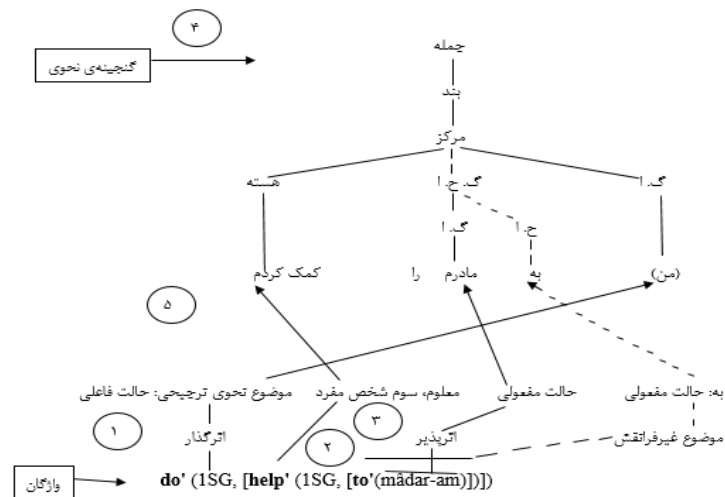 ۴
جمله
گنجینه‌ی نحوی
بند
مرکز
گ. ا گ. ح. ا هسته
گ. ا ح. ا
(من) به مادرم را کمک کردم
۵
موضوع نحوی ترجیحی: حالت فاعلی معلوم، سوم شخص مفرد حالت مفعولی به: حالت مفعولی
۱ ۳
اثرگذار ۲ اثرپذیر موضوع غیرفرانقش
واژگان
do' (1SG, [help' (1SG, [to'(mâdar-am)])])